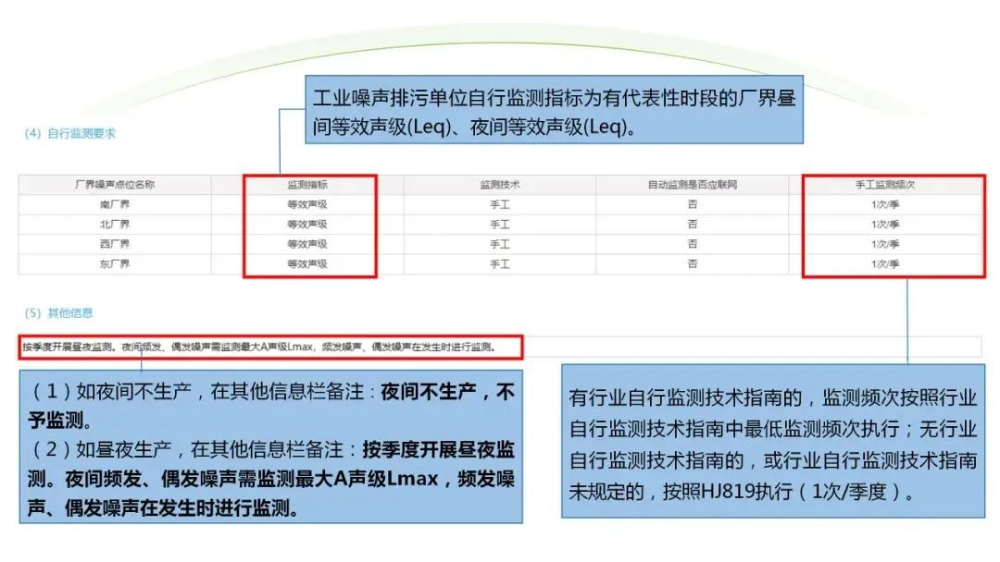 工业噪声排污单位自行监测指标为有代表性时段的厂界昼
间等效声级(Leq)、夜间等效声级(Leq)。
（4）自行监测要求
厂界噪声点位名称 监测指标 监测技术 自动监测是否应联网 手工监测频次
南厂界 等效声级 手工 否 1次/季
北厂界 等效声级 手工 否 1次/季
西厂界 等效声级 手工 否 1次/季
东厂界 等效声级 手工 否 1次/季
（5）其他信息
按季度开展昼夜监测。夜间频发、偶发噪声需监测最大A声级Lmax，频发噪声、偶发噪声在发生时进行监测。
（1）如夜间不生产，在其他信息栏备注：夜间不生产，不
予监测。
（2）如昼夜生产，在其他信息栏备注：按季度开展昼夜监
测。夜间频发、偶发噪声需监测最大A声级Lmax，频发噪
声、偶发噪声在发生时进行监测。
有行业自行监测技术指南的，监测频次按照行业
自行监测技术指南中最低监测频次执行；无行业
自行监测技术指南的，或行业自行监测技术指南
未规定的，按照HJ819执行（1次/季度）。